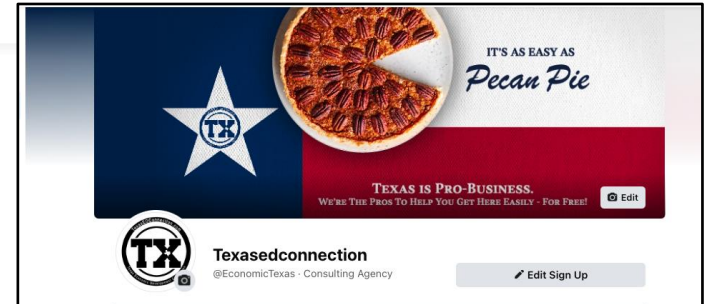 IT'S AS EASY AS
Pecan Pie
TX
TEXAS IS PRO-BUSINESS.
WE'RE THE PROS TO HELP YOU GET HERE EASILY - FOR FREE!
Edit
TX
Texasedconnection
@EconomicTexas · Consulting Agency
Edit Sign Up